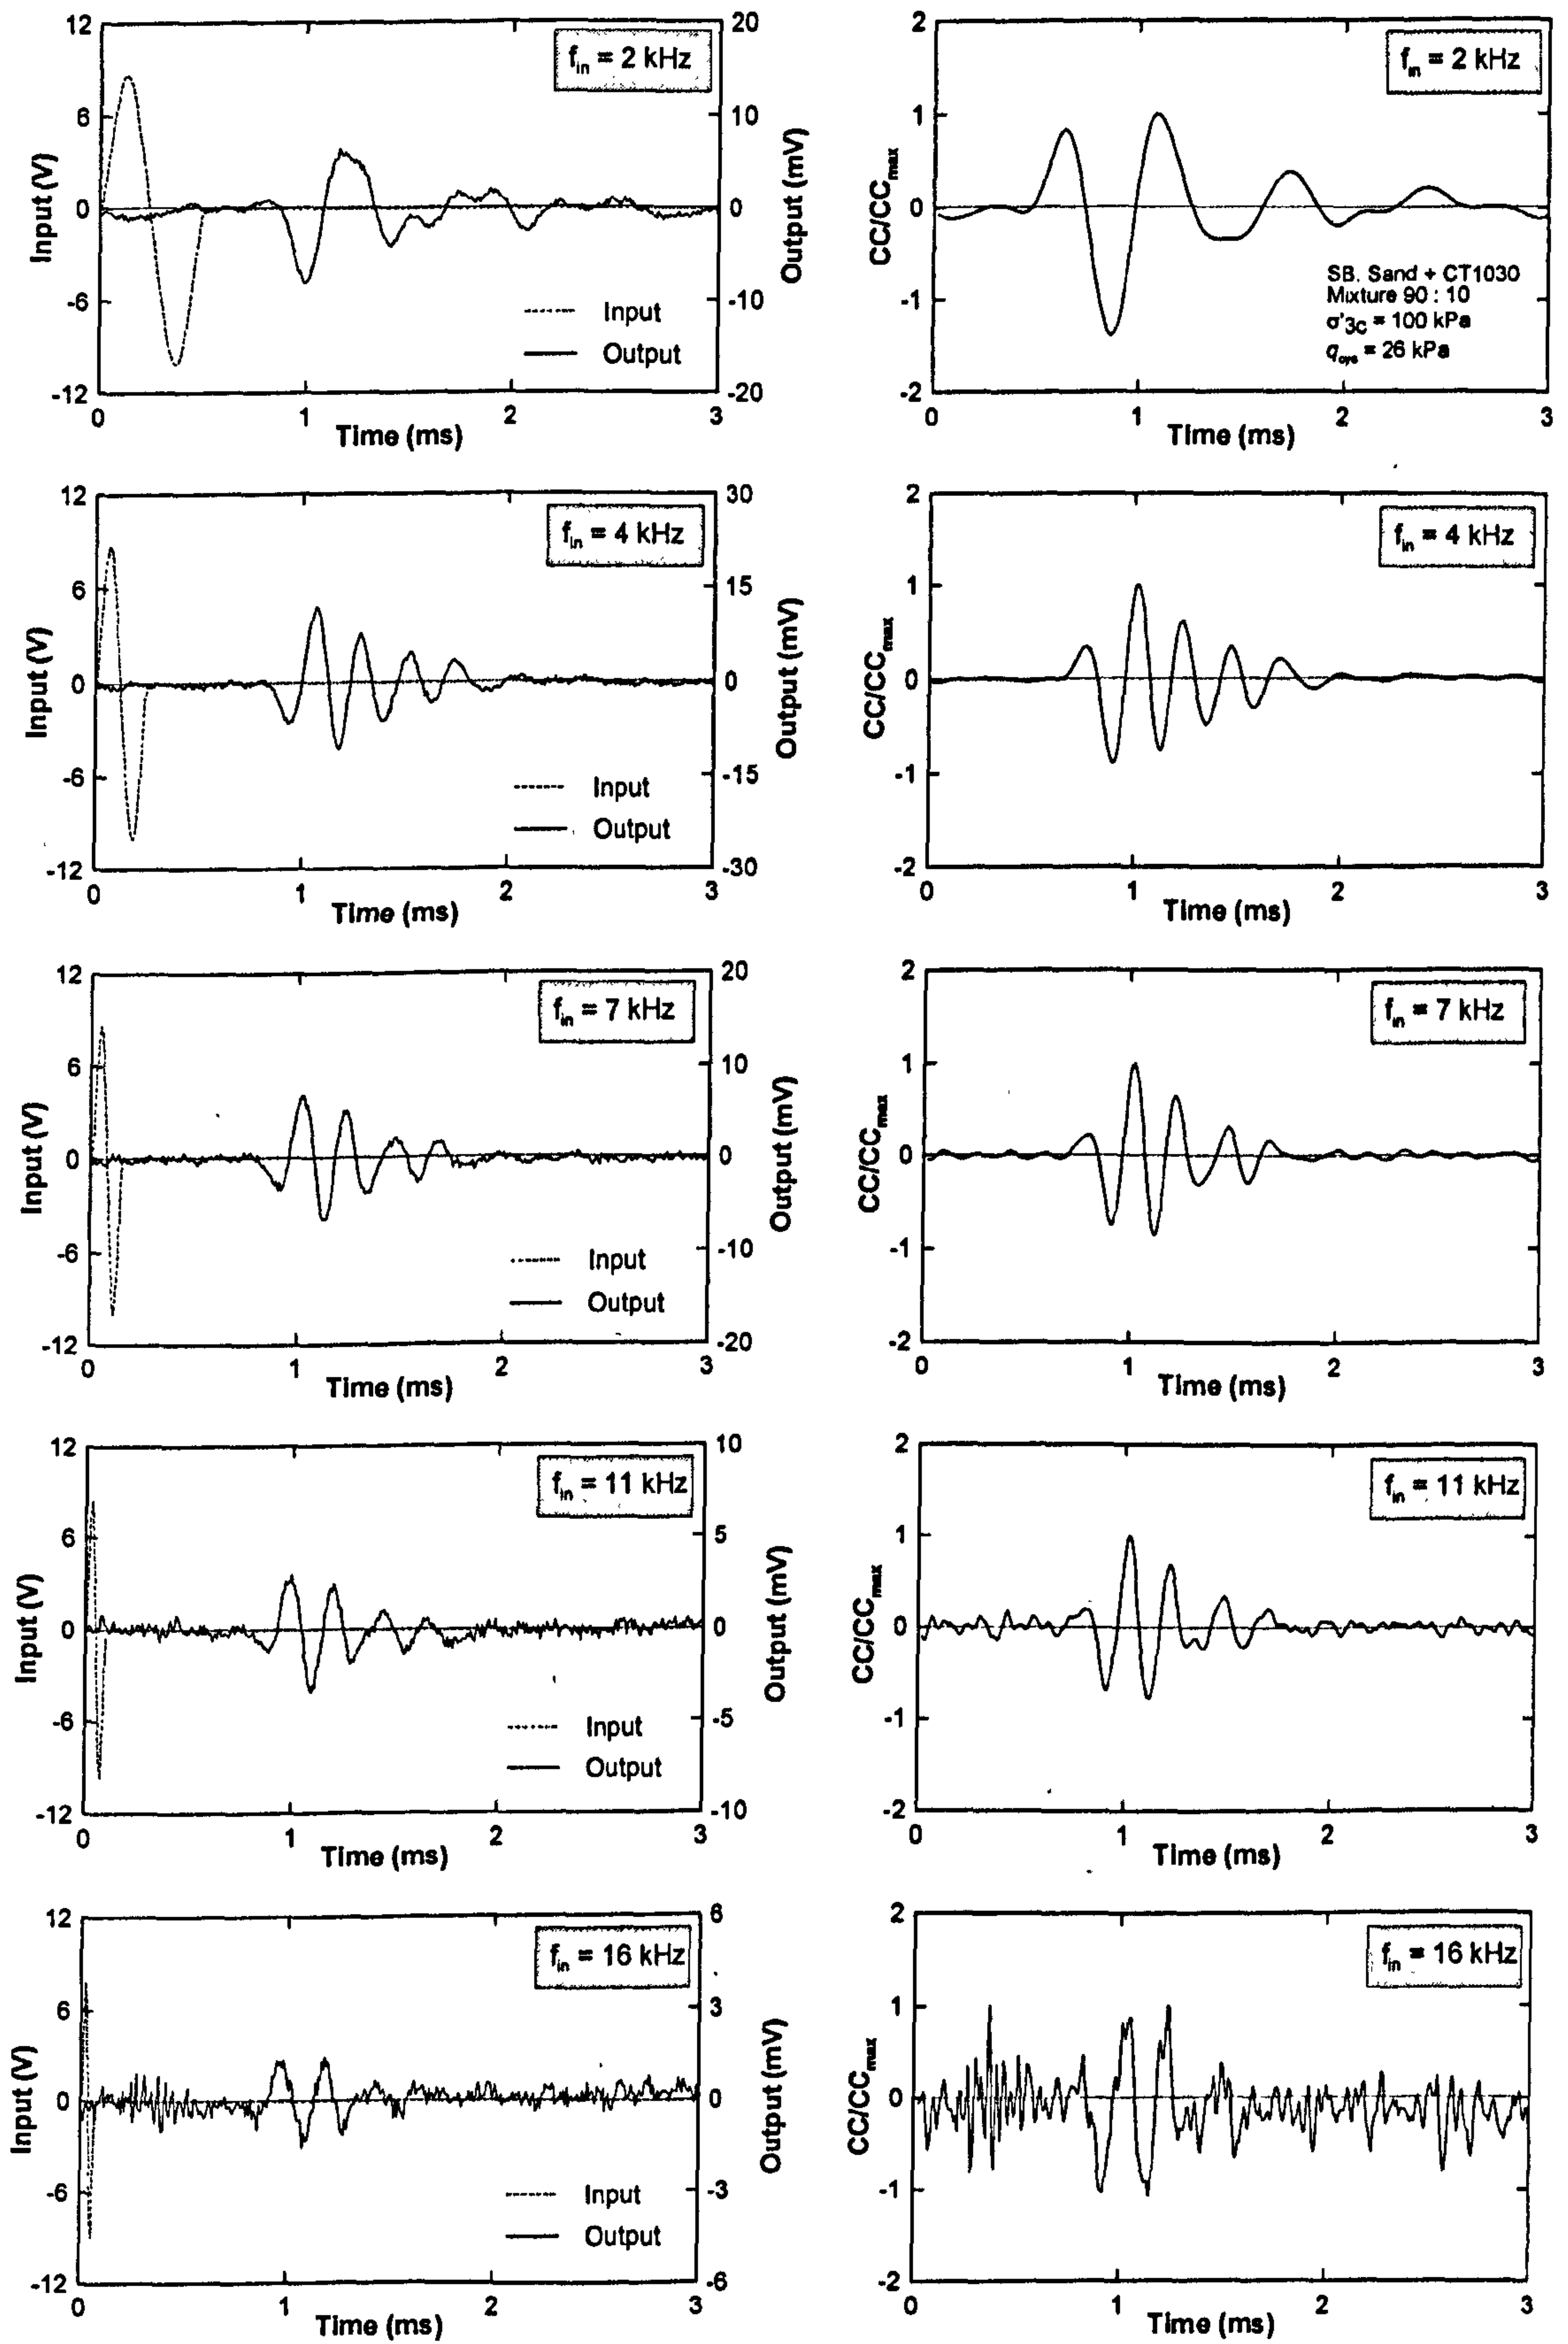 12
6
0
-6
-12
20
10
0
-10
-20
Input (V)
Output (mV)
f_in = 2 kHz
Input
Output
0 1 2 3
Time (ms)
2
1
0
-1
-2
CC/CC_max
f_in = 2 kHz
SB. Sand + CT1030
Mixture 90 : 10
σ'3c = 100 kPa
= 26 kPa
0 1 2 3
Time (ms)
12
6
0
-6
-12
30
15
0
-15
-30
Input (V)
Output (mV)
f_in = 4 kHz
Input
Output
0 1 2 3
Time (ms)
2
1
0
-1
-2
CC/CC_max
f_in = 4 kHz
0 1 2 3
Time (ms)
12
6
0
-6
-12
20
10
0
-10
-20
Input (V)
Output (mV)
f_in = 7 kHz
Input
Output
0 1 2 3
Time (ms)
2
1
0
-1
-2
CC/CC_max
f_in = 7 kHz
0 1 2 3
Time (ms)
12
6
0
-6
-12
10
5
0
-5
-10
Input (V)
Output (mV)
f_in = 11 kHz
Input
Output
0 1 2 3
Time (ms)
2
1
0
-1
-2
CC/CC_max
f_in = 11 kHz
0 1 2 3
Time (ms)
12
6
0
-6
-12
6
3
0
-3
-6
Input (V)
Output (mV)
f_in = 16 kHz
Input
Output
0 1 2 3
Time (ms)
2
1
0
-1
-2
CC/CC_max
f_in = 16 kHz
0 1 2 3
Time (ms)